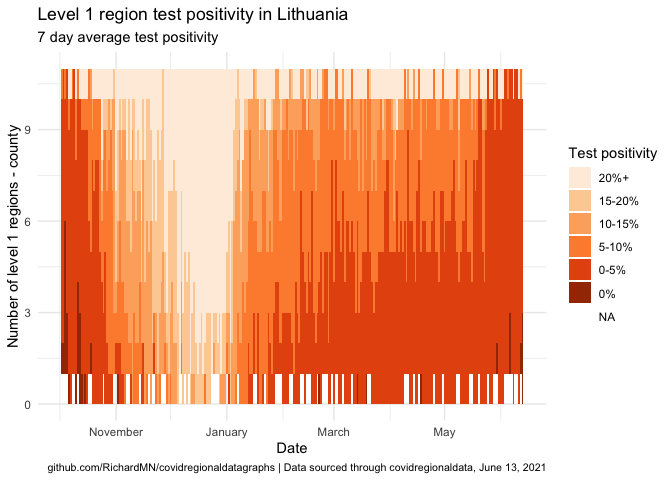 Level 1 region test positivity in Lithuania
7 day average test positivity
Number of level 1 regions - county
9
6
3
0
November
January
March
May
Date
Test positivity
20%+
15-20%
10-15%
5-10%
0-5%
0%
NA
github.com/RichardMN/covidregionaldatagraphs | Data sourced through covidregionaldata, June 13, 2021